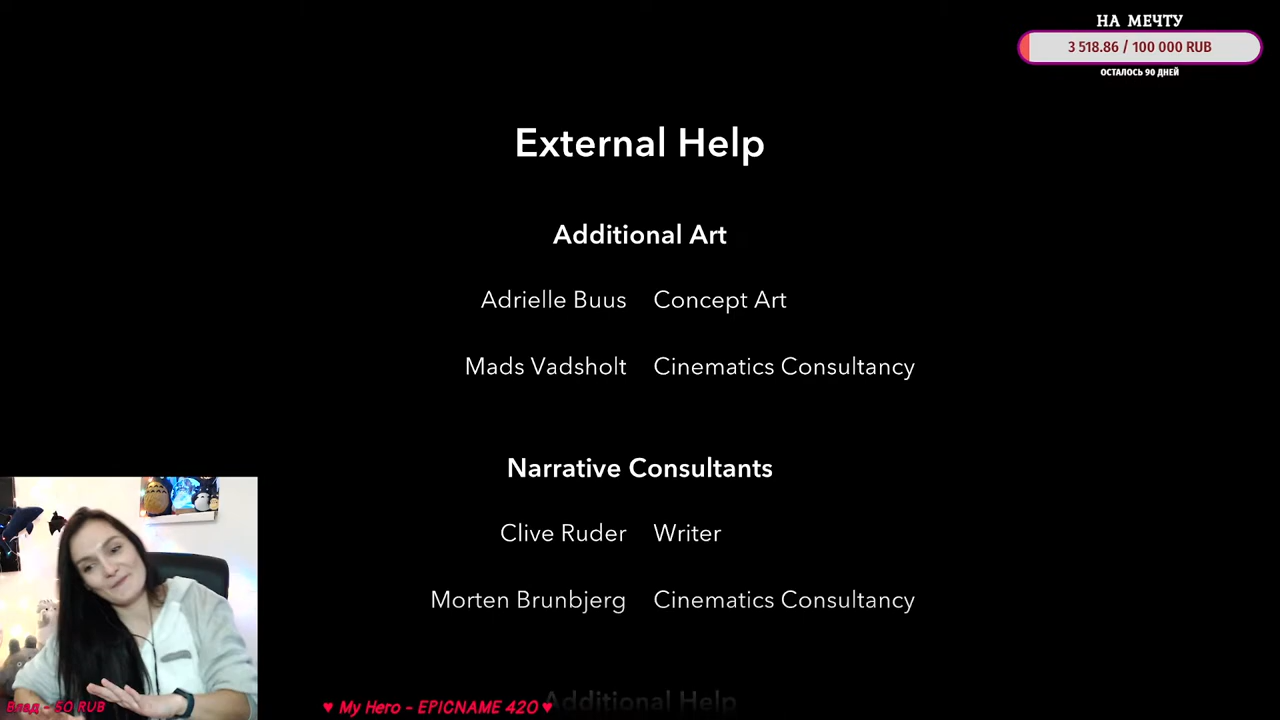 НА МЕЧТУ
3 518.86 / 100 000 RUB
ОСТАЛОСЬ 90 ДНЕЙ
External Help
Additional Art
Adrielle Buus Concept Art
Mads Vadsholt Cinematics Consultancy
Narrative Consultants
Clive Ruder Writer
Morten Brunbjerg Cinematics Consultancy
Additional Help
Влад - 50 RUB
♥ My Hero - EPICNAME 420 ♥